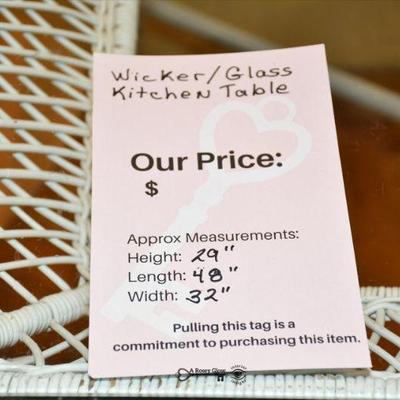 Wicker/Glass
Kitchen Table
Our Price:
$
Approx Measurements:
Height: 29"
Length: 48"
Width: 32"
Pulling this tag is a
commitment to purchasing this item.